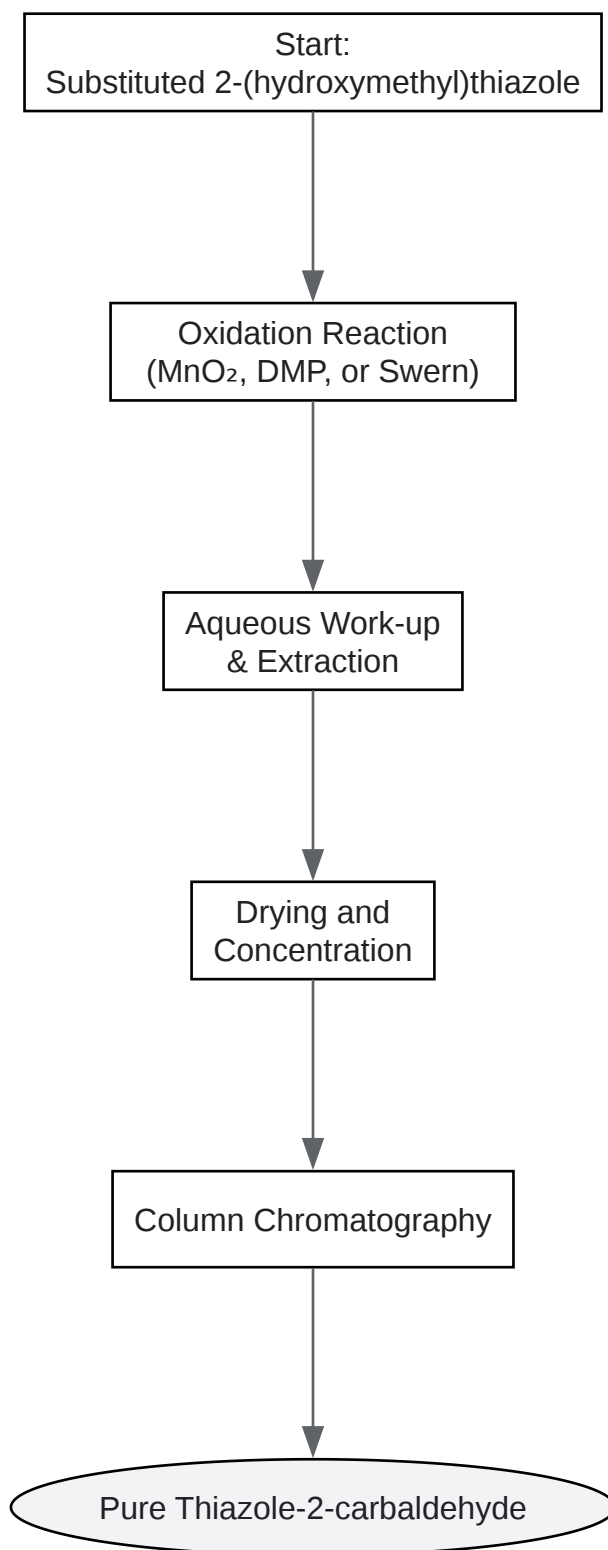 Start:
Substituted 2-(hydroxymethyl)thiazole
Oxidation Reaction
(MnO₂, DMP, or Swern)
Aqueous Work-up
& Extraction
Drying and
Concentration
Column Chromatography
Pure Thiazole-2-carbaldehyde